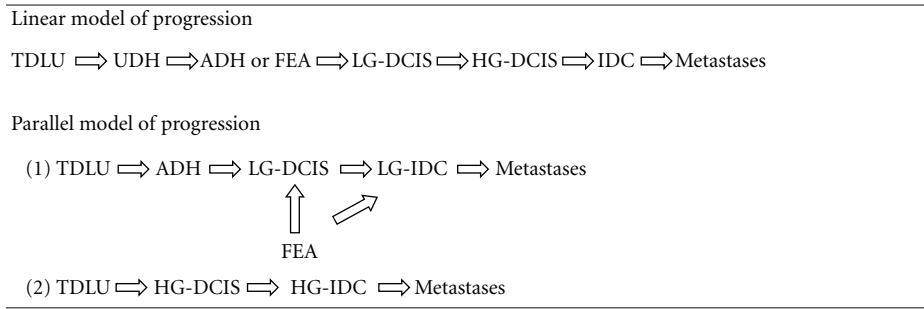 Linear model of progression
TDLU ⇨ UDH ⇨ ADH or FEA ⇨ LG-DCIS ⇨ HG-DCIS ⇨ IDC ⇨ Metastases
Parallel model of progression
(1) TDLU ⇨ ADH ⇨ LG-DCIS ⇨ LG-IDC ⇨ Metastases
FEA
(2) TDLU ⇨ HG-DCIS ⇨ HG-IDC ⇨ Metastases